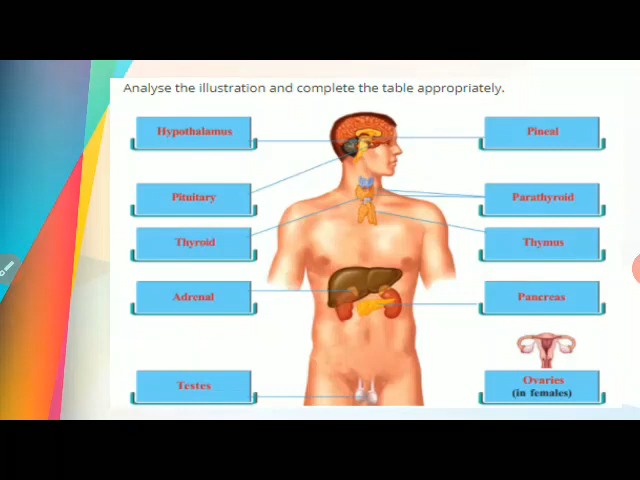 Analyse the illustration and complete the table appropriately.
Hypothalamus
Pineal
Pituitary
Parathyroid
Thyroid
Thymus
Adrenal
Pancreas
Testes
Ovaries
(in females)